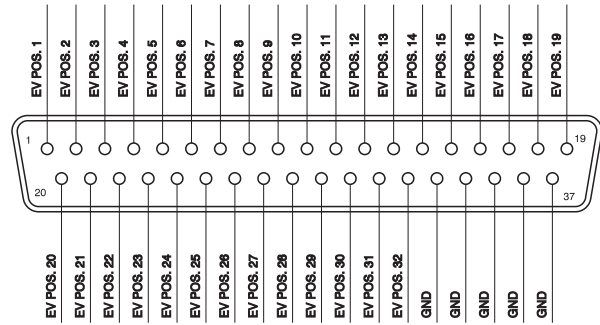 EV POS. 1
EV POS. 2
EV POS. 3
EV POS. 4
EV POS. 5
EV POS. 6
EV POS. 7
EV POS. 8
EV POS. 9
EV POS. 10
EV POS. 11
EV POS. 12
EV POS. 13
EV POS. 14
EV POS. 15
EV POS. 16
EV POS. 17
EV POS. 18
EV POS. 19
1
19
20
37
EV POS. 20
EV POS. 21
EV POS. 22
EV POS. 23
EV POS. 24
EV POS. 25
EV POS. 26
EV POS. 27
EV POS. 28
EV POS. 29
EV POS. 30
EV POS. 31
EV POS. 32
GND
GND
GND
GND
GND